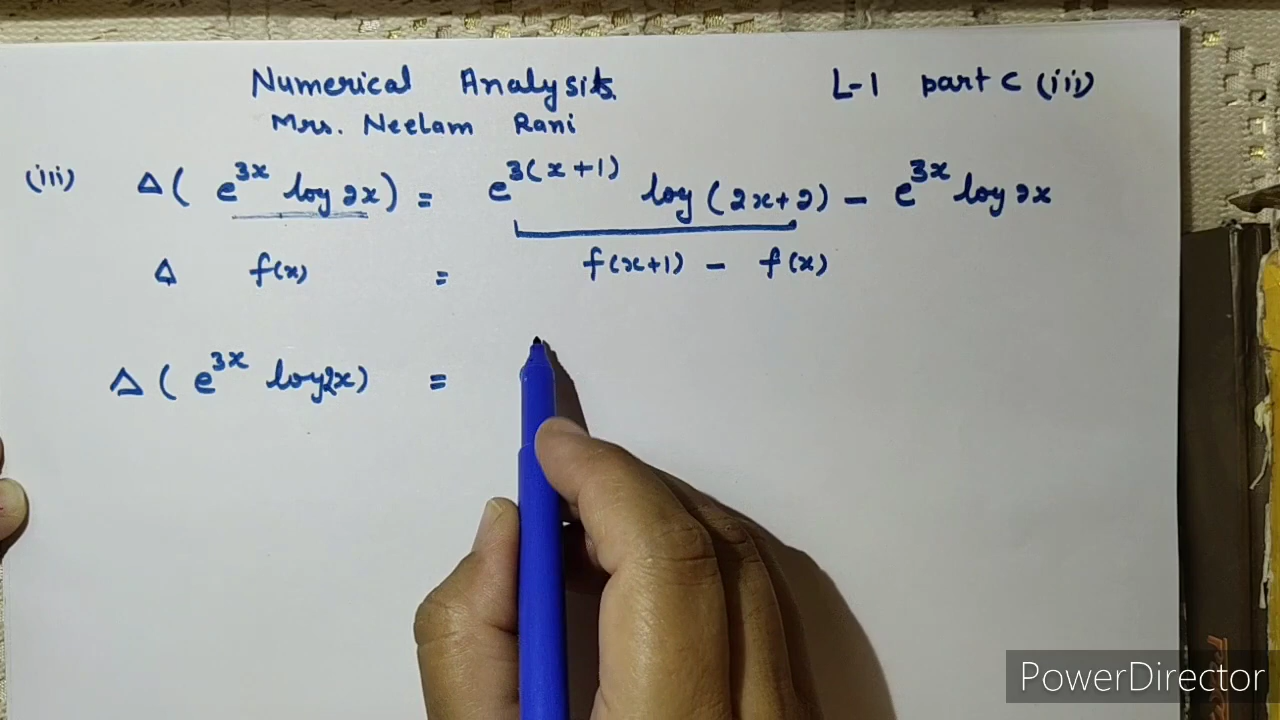 Numerical Analysis. L-1 part C (iii)
Mrs. Neelam Rani
(iii) Δ( e^{3x} log 2x) = e^{3(x+1)} log (2x+2) - e^{3x} log 2x
Δ f(x) = f(x+1) - f(x)
Δ ( e^{3x} log 2x) =
PowerDirector